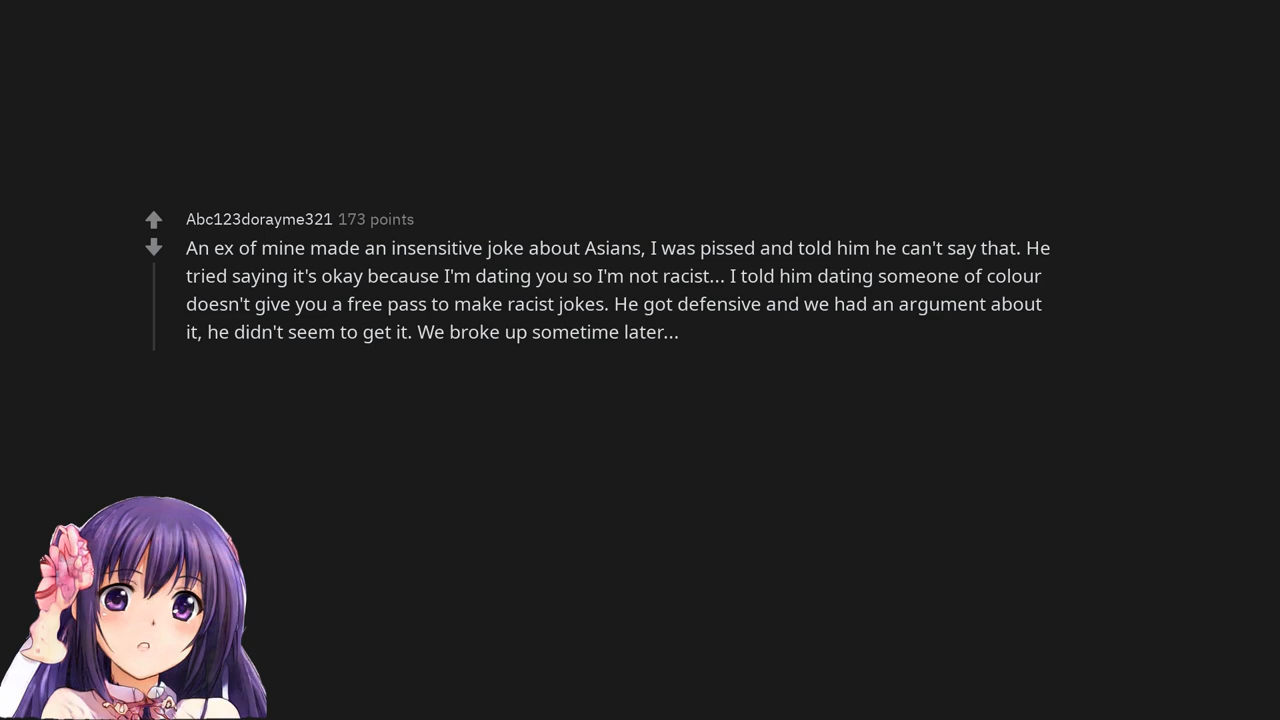 Abc123dorayme321 173 points
An ex of mine made an insensitive joke about Asians, I was pissed and told him he can't say that. He
tried saying it's okay because I'm dating you so I'm not racist... I told him dating someone of colour
doesn't give you a free pass to make racist jokes. He got defensive and we had an argument about
it, he didn't seem to get it. We broke up sometime later...